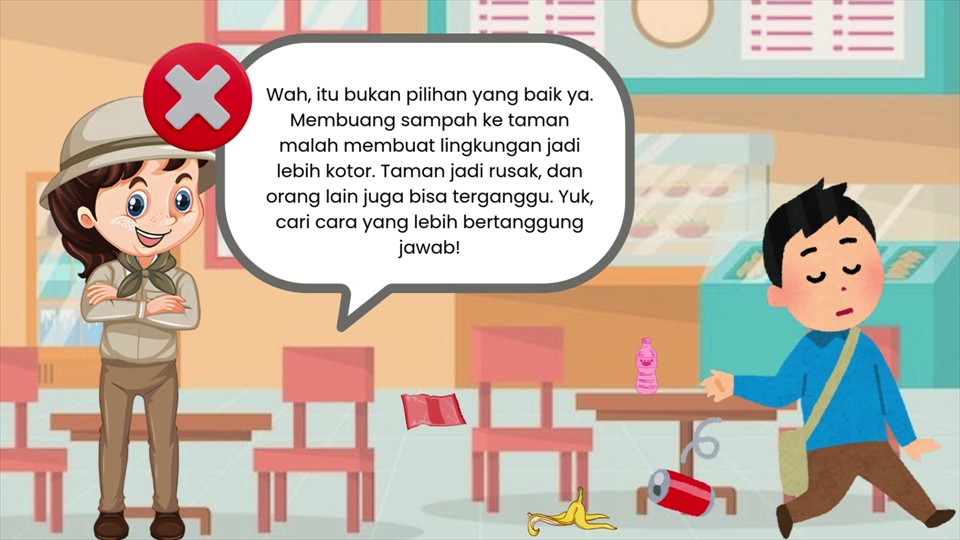 Wah, itu bukan pilihan yang baik ya.
Membuang sampah ke taman
malah membuat lingkungan jadi
lebih kotor. Taman jadi rusak, dan
orang lain juga bisa terganggu. Yuk,
cari cara yang lebih bertanggung
jawab!